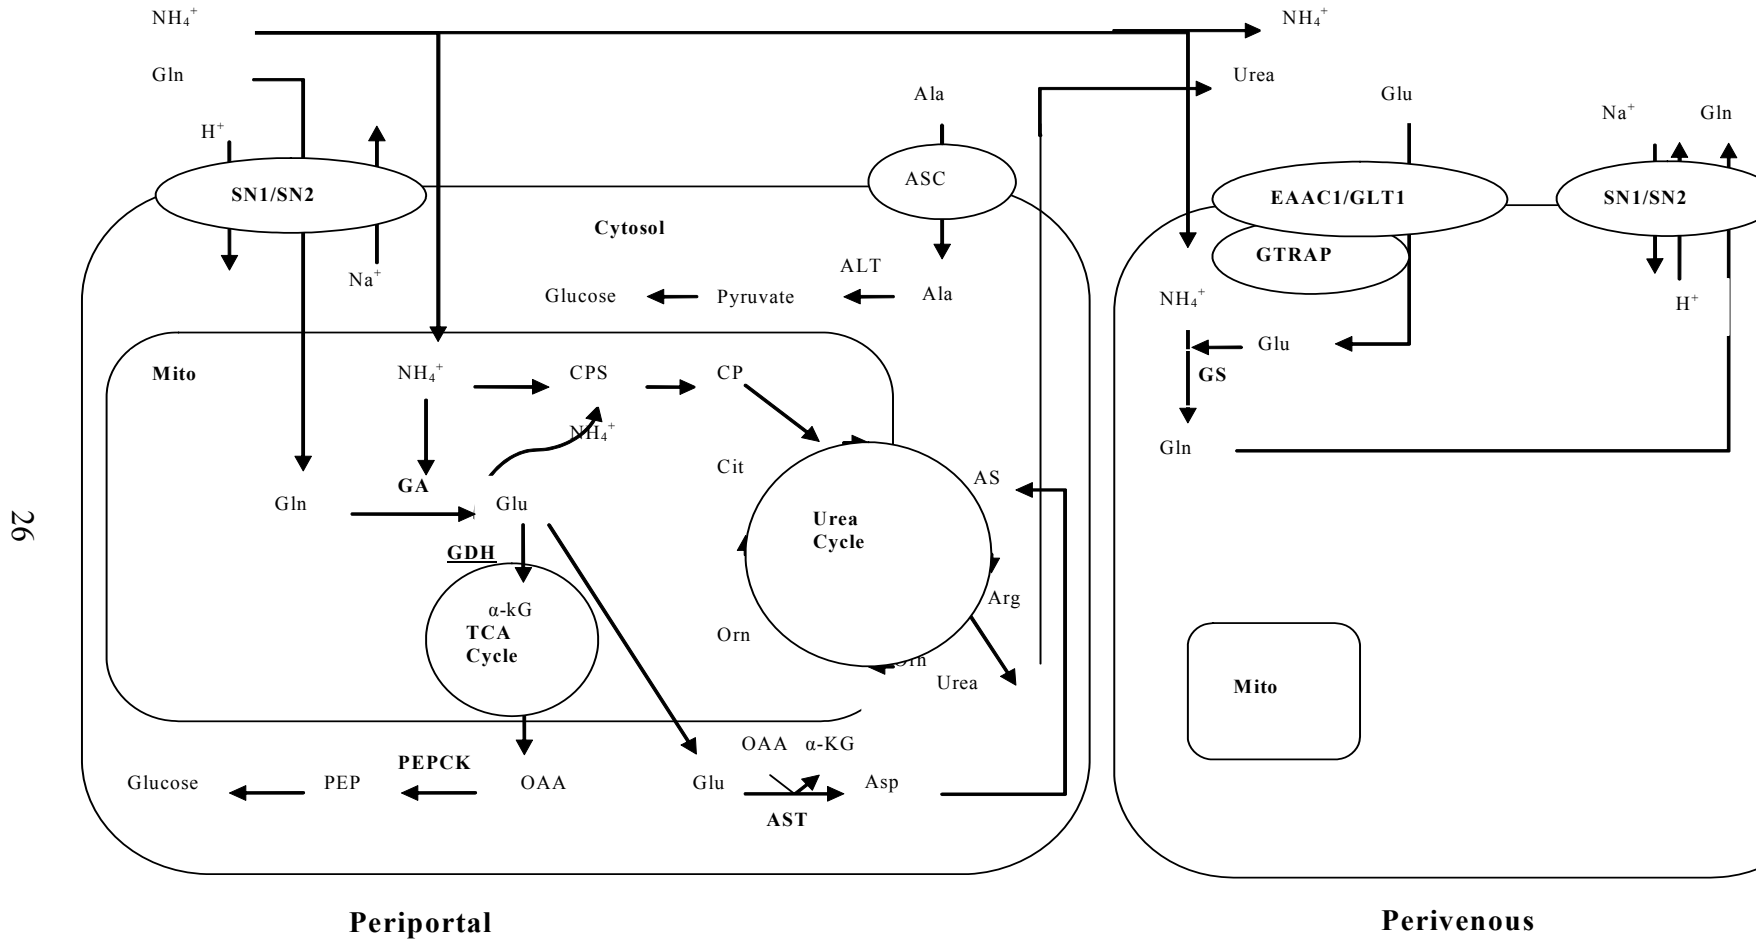 NH₄⁺
NH₄⁺
Gln
Urea
Ala
Glu
Na⁺
Gln
H⁺
SN1/SN2
ASC
EAAC1/GLT1
SN1/SN2
Cytosol
GTRAP
Na⁺
ALT
Glucose
Pyruvate
Ala
NH₄⁺
H⁺
Glu
Mito
NH₄⁺
CPS
CP
GS
NH₄⁺
Gln
Cit
GA
AS
Gln
Glu
Urea
Cycle
26
GDH
α-kG
Arg
TCA
Cycle
Orn
Orn
Urea
Mito
OAA α-KG
PEPCK
Glucose
PEP
OAA
Glu
Asp
AST
Periportal
Perivenous